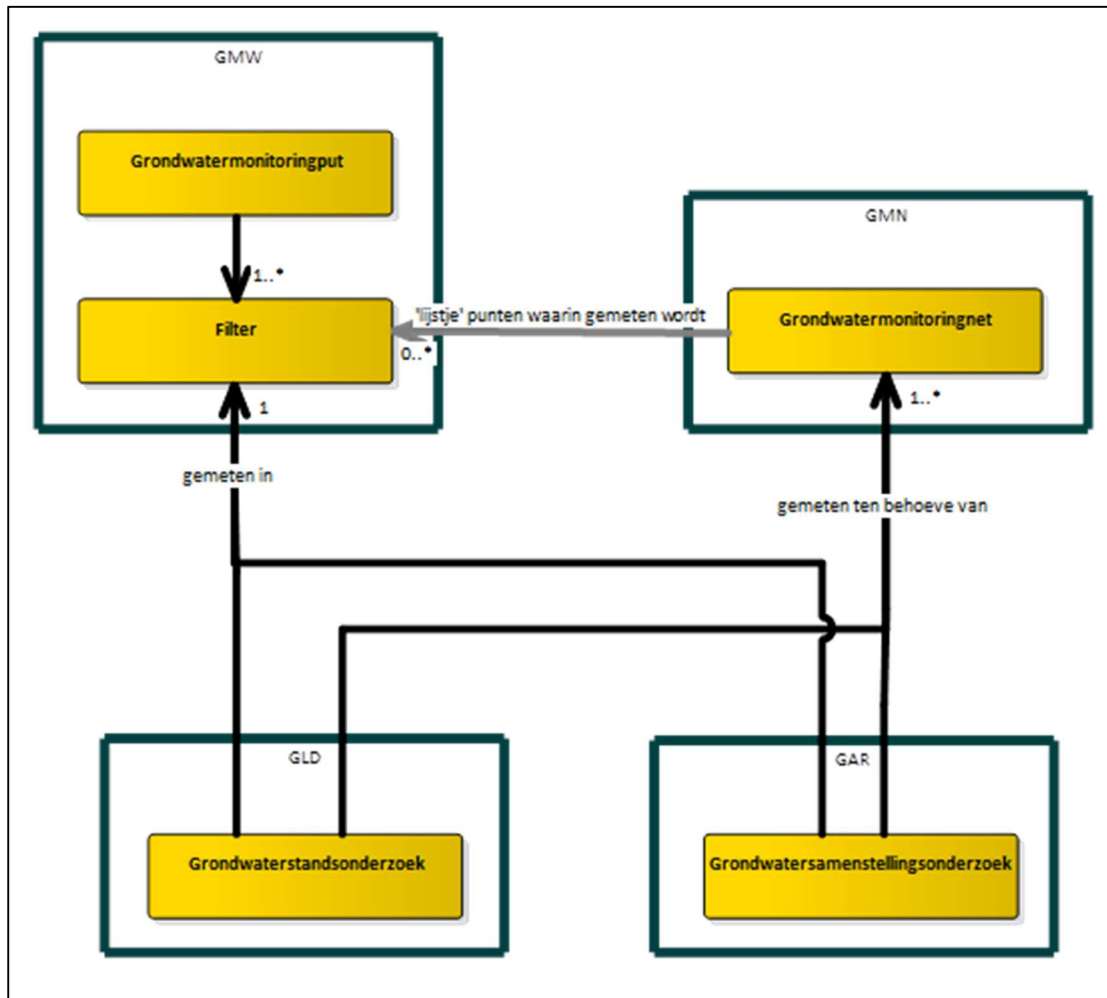 GMW
Grondwatermonitoringput
1..*
Filter
GMN
'lijstje' punten waarin gemeten wordt
Grondwatermonitoringnet
0..*
1
1..*
gemeten in
gemeten ten behoeve van
GLD
GAR
Grondwaterstandsonderzoek
Grondwatersamenstellingsonderzoek